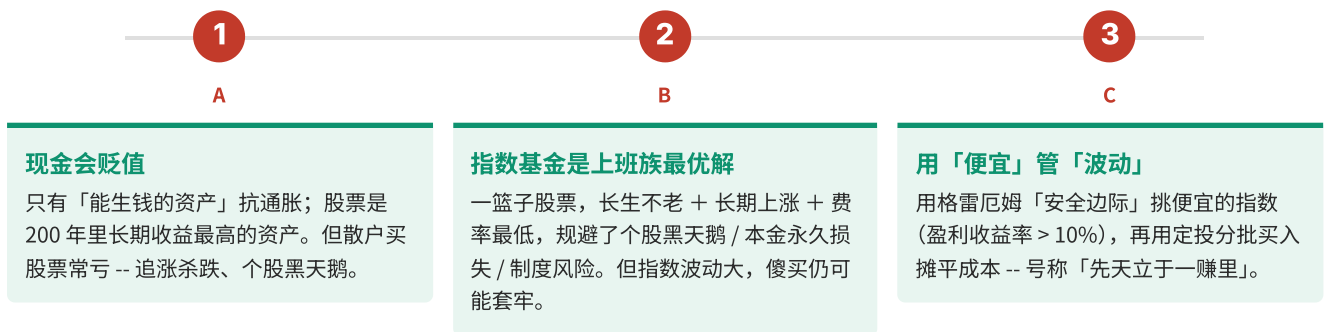 1
2
3
A
B
C
现金会贬值
只有「能生钱的资产」抗通胀；股票是
200 年里长期收益最高的资产。但散户买
股票常亏 -- 追涨杀跌、个股黑天鹅。
指数基金是上班族最优解
一篮子股票，长生不老 + 长期上涨 + 费
率最低，规避了个股黑天鹅 / 本金永久损
失 / 制度风险。但指数波动大，傻买仍可
能套牢。
用「便宜」管「波动」
用格雷厄姆「安全边际」挑便宜的指数
（盈利收益率 > 10%），再用定投分批买入
摊平成本 -- 号称「先天立于一赚里」。